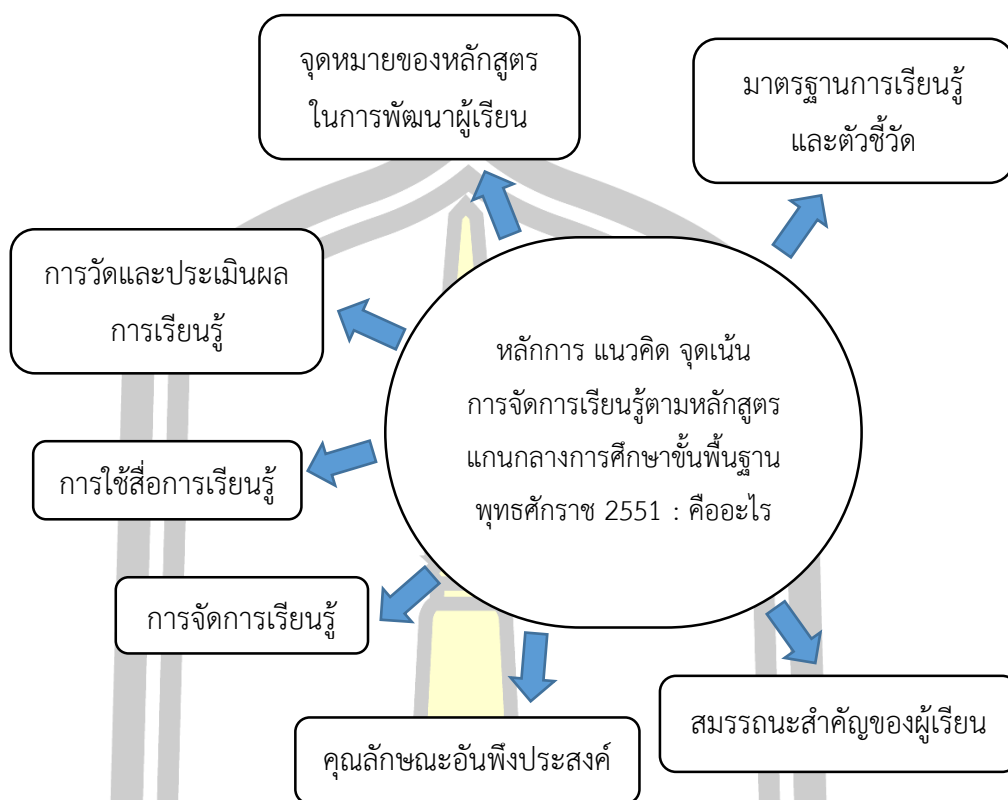 จุดหมายของหลักสูตร
ในการพัฒนาผู้เรียน
มาตรฐานการเรียนรู้
และตัวชี้วัด
การวัดและประเมินผล
การเรียนรู้
หลักการ แนวคิด จุดเน้น
การจัดการเรียนรู้ตามหลักสูตร
แกนกลางการศึกษาขั้นพื้นฐาน
พุทธศักราช 2551 : คืออะไร
การใช้สื่อการเรียนรู้
การจัดการเรียนรู้
คุณลักษณะอันพึงประสงค์
สมรรถนะสำคัญของผู้เรียน